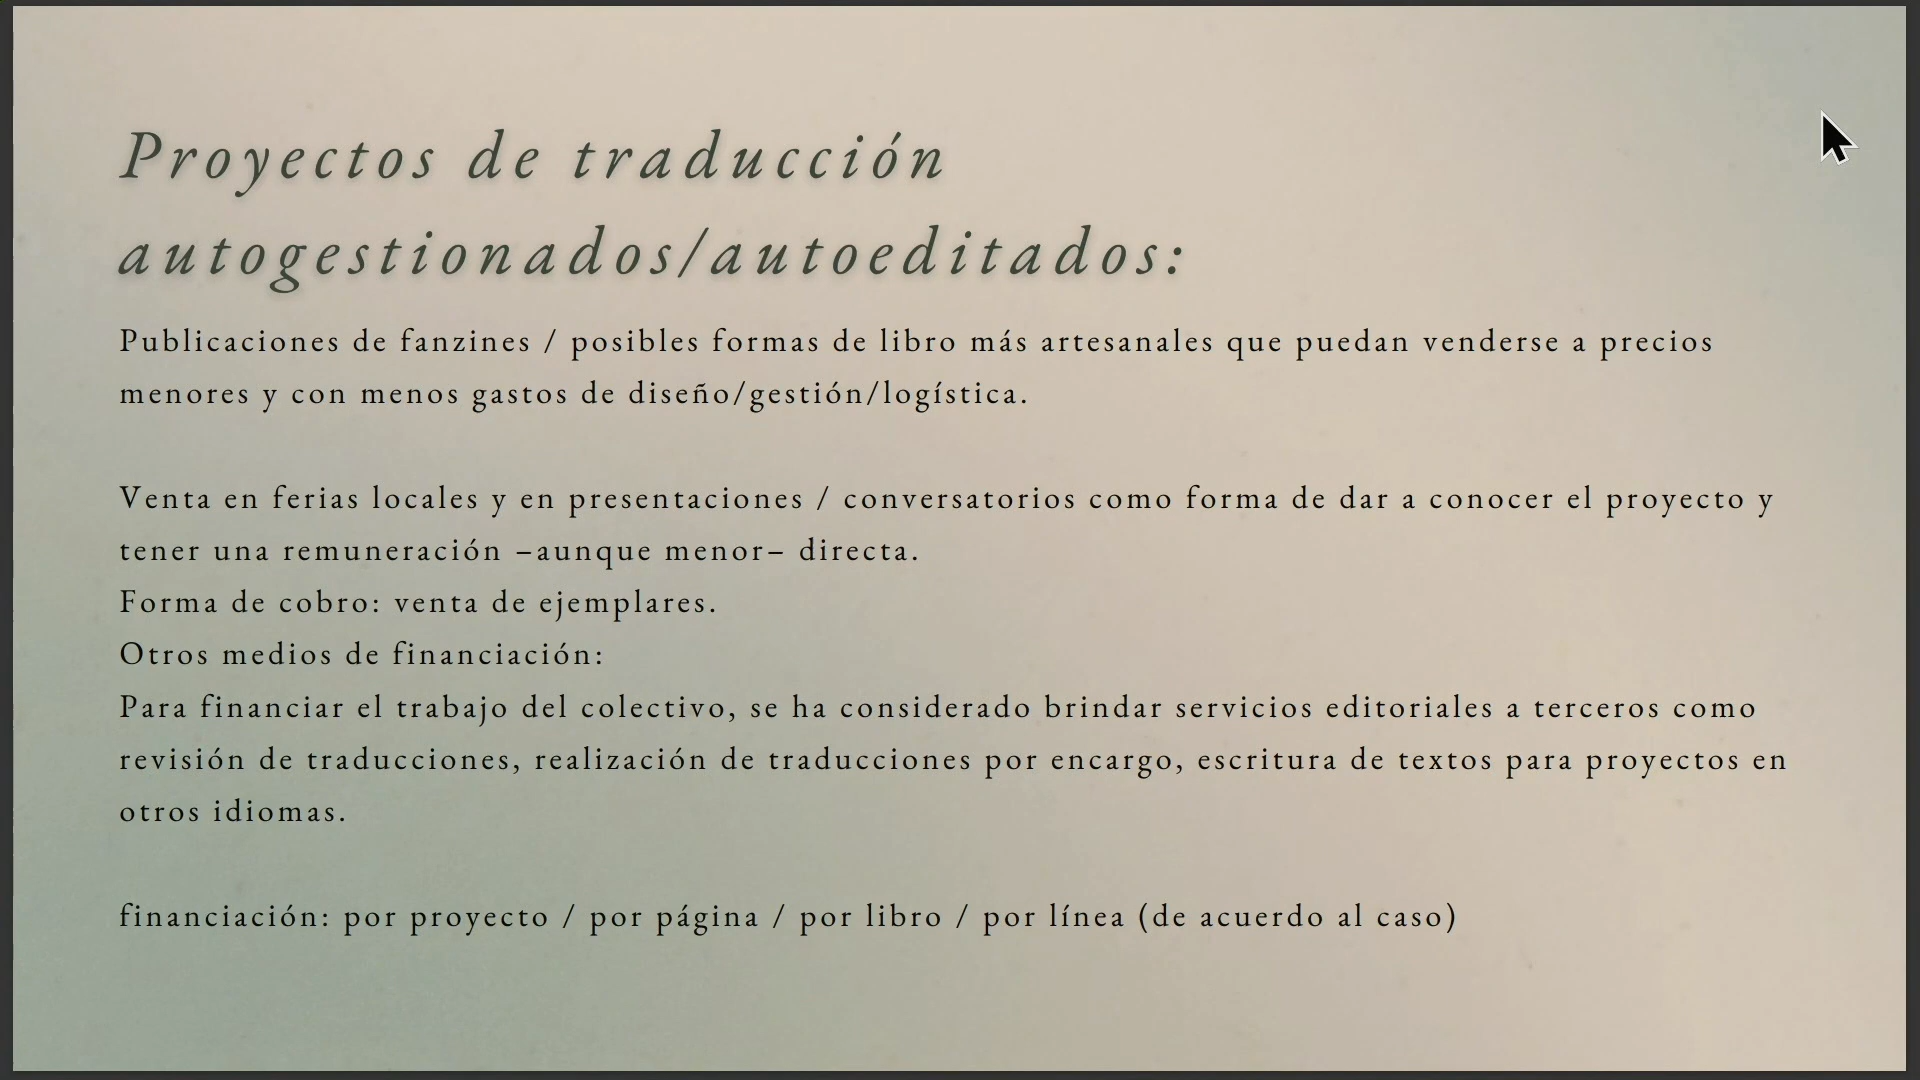 Proyectos de traducción
autogestionados/autoeditados:
Publicaciones de fanzines / posibles formas de libro más artesanales que puedan venderse a precios
menores y con menos gastos de diseño/gestión/logística.
Venta en ferias locales y en presentaciones / conversatorios como forma de dar a conocer el proyecto y
tener una remuneración –aunque menor– directa.
Forma de cobro: venta de ejemplares.
Otros medios de financiación:
Para financiar el trabajo del colectivo, se ha considerado brindar servicios editoriales a terceros como
revisión de traducciones, realización de traducciones por encargo, escritura de textos para proyectos en
otros idiomas.
financiación: por proyecto / por página / por libro / por línea (de acuerdo al caso)